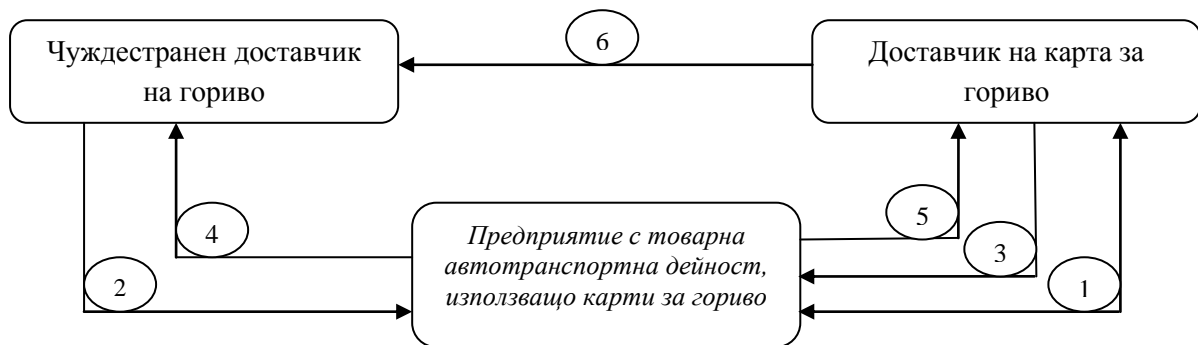 6
Чуждестранен доставчик
на гориво
Доставчик на карта за
гориво
4
5
Предприятие с товарна
автотранспортна дейност,
използващо карти за гориво
3
2
1